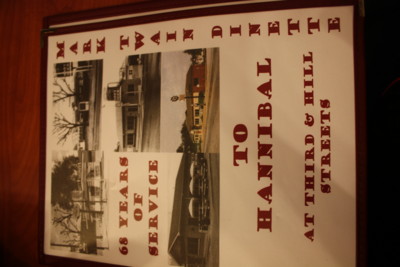 MARK TWAIN DINETTE
68 YEARS
OF
SERVICE
TO
HANNIBAL
AT THIRD & HILL
STREETS